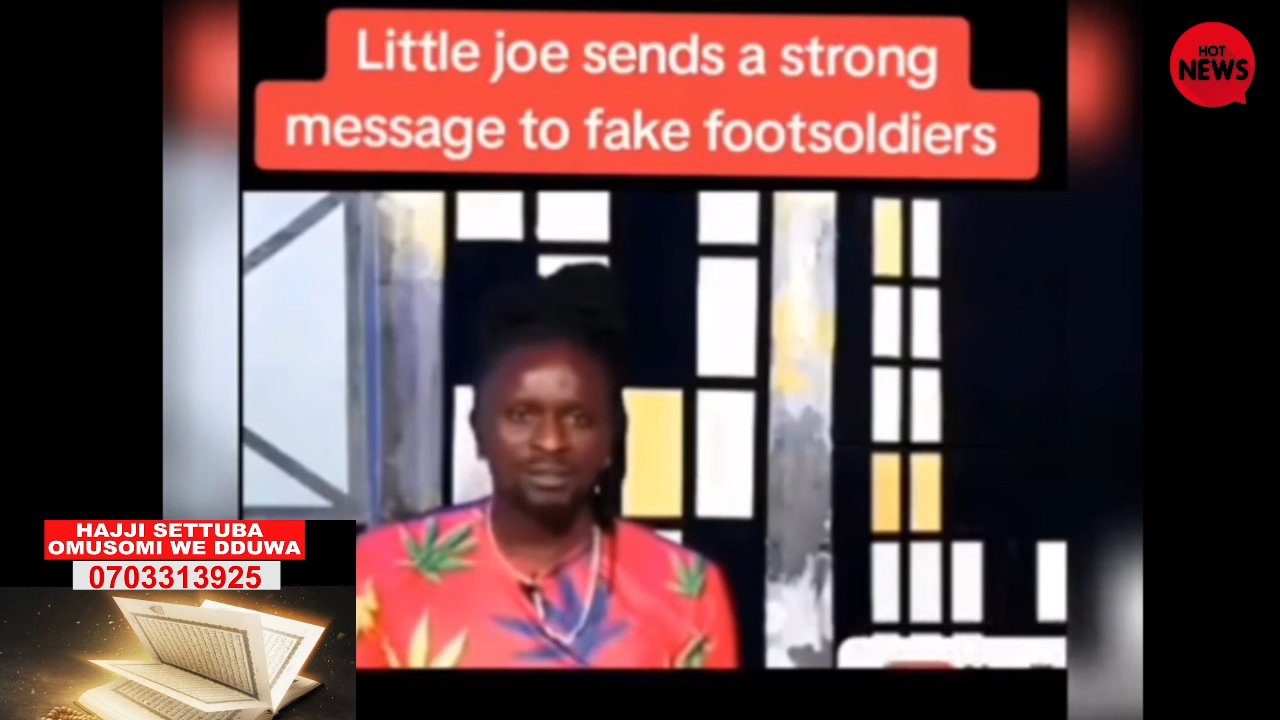 Little joe sends a strong
message to fake footsoldiers
HOT
NEWS
HAJJI SETTUBA
OMUSOMI WE DDUWA
0703313925